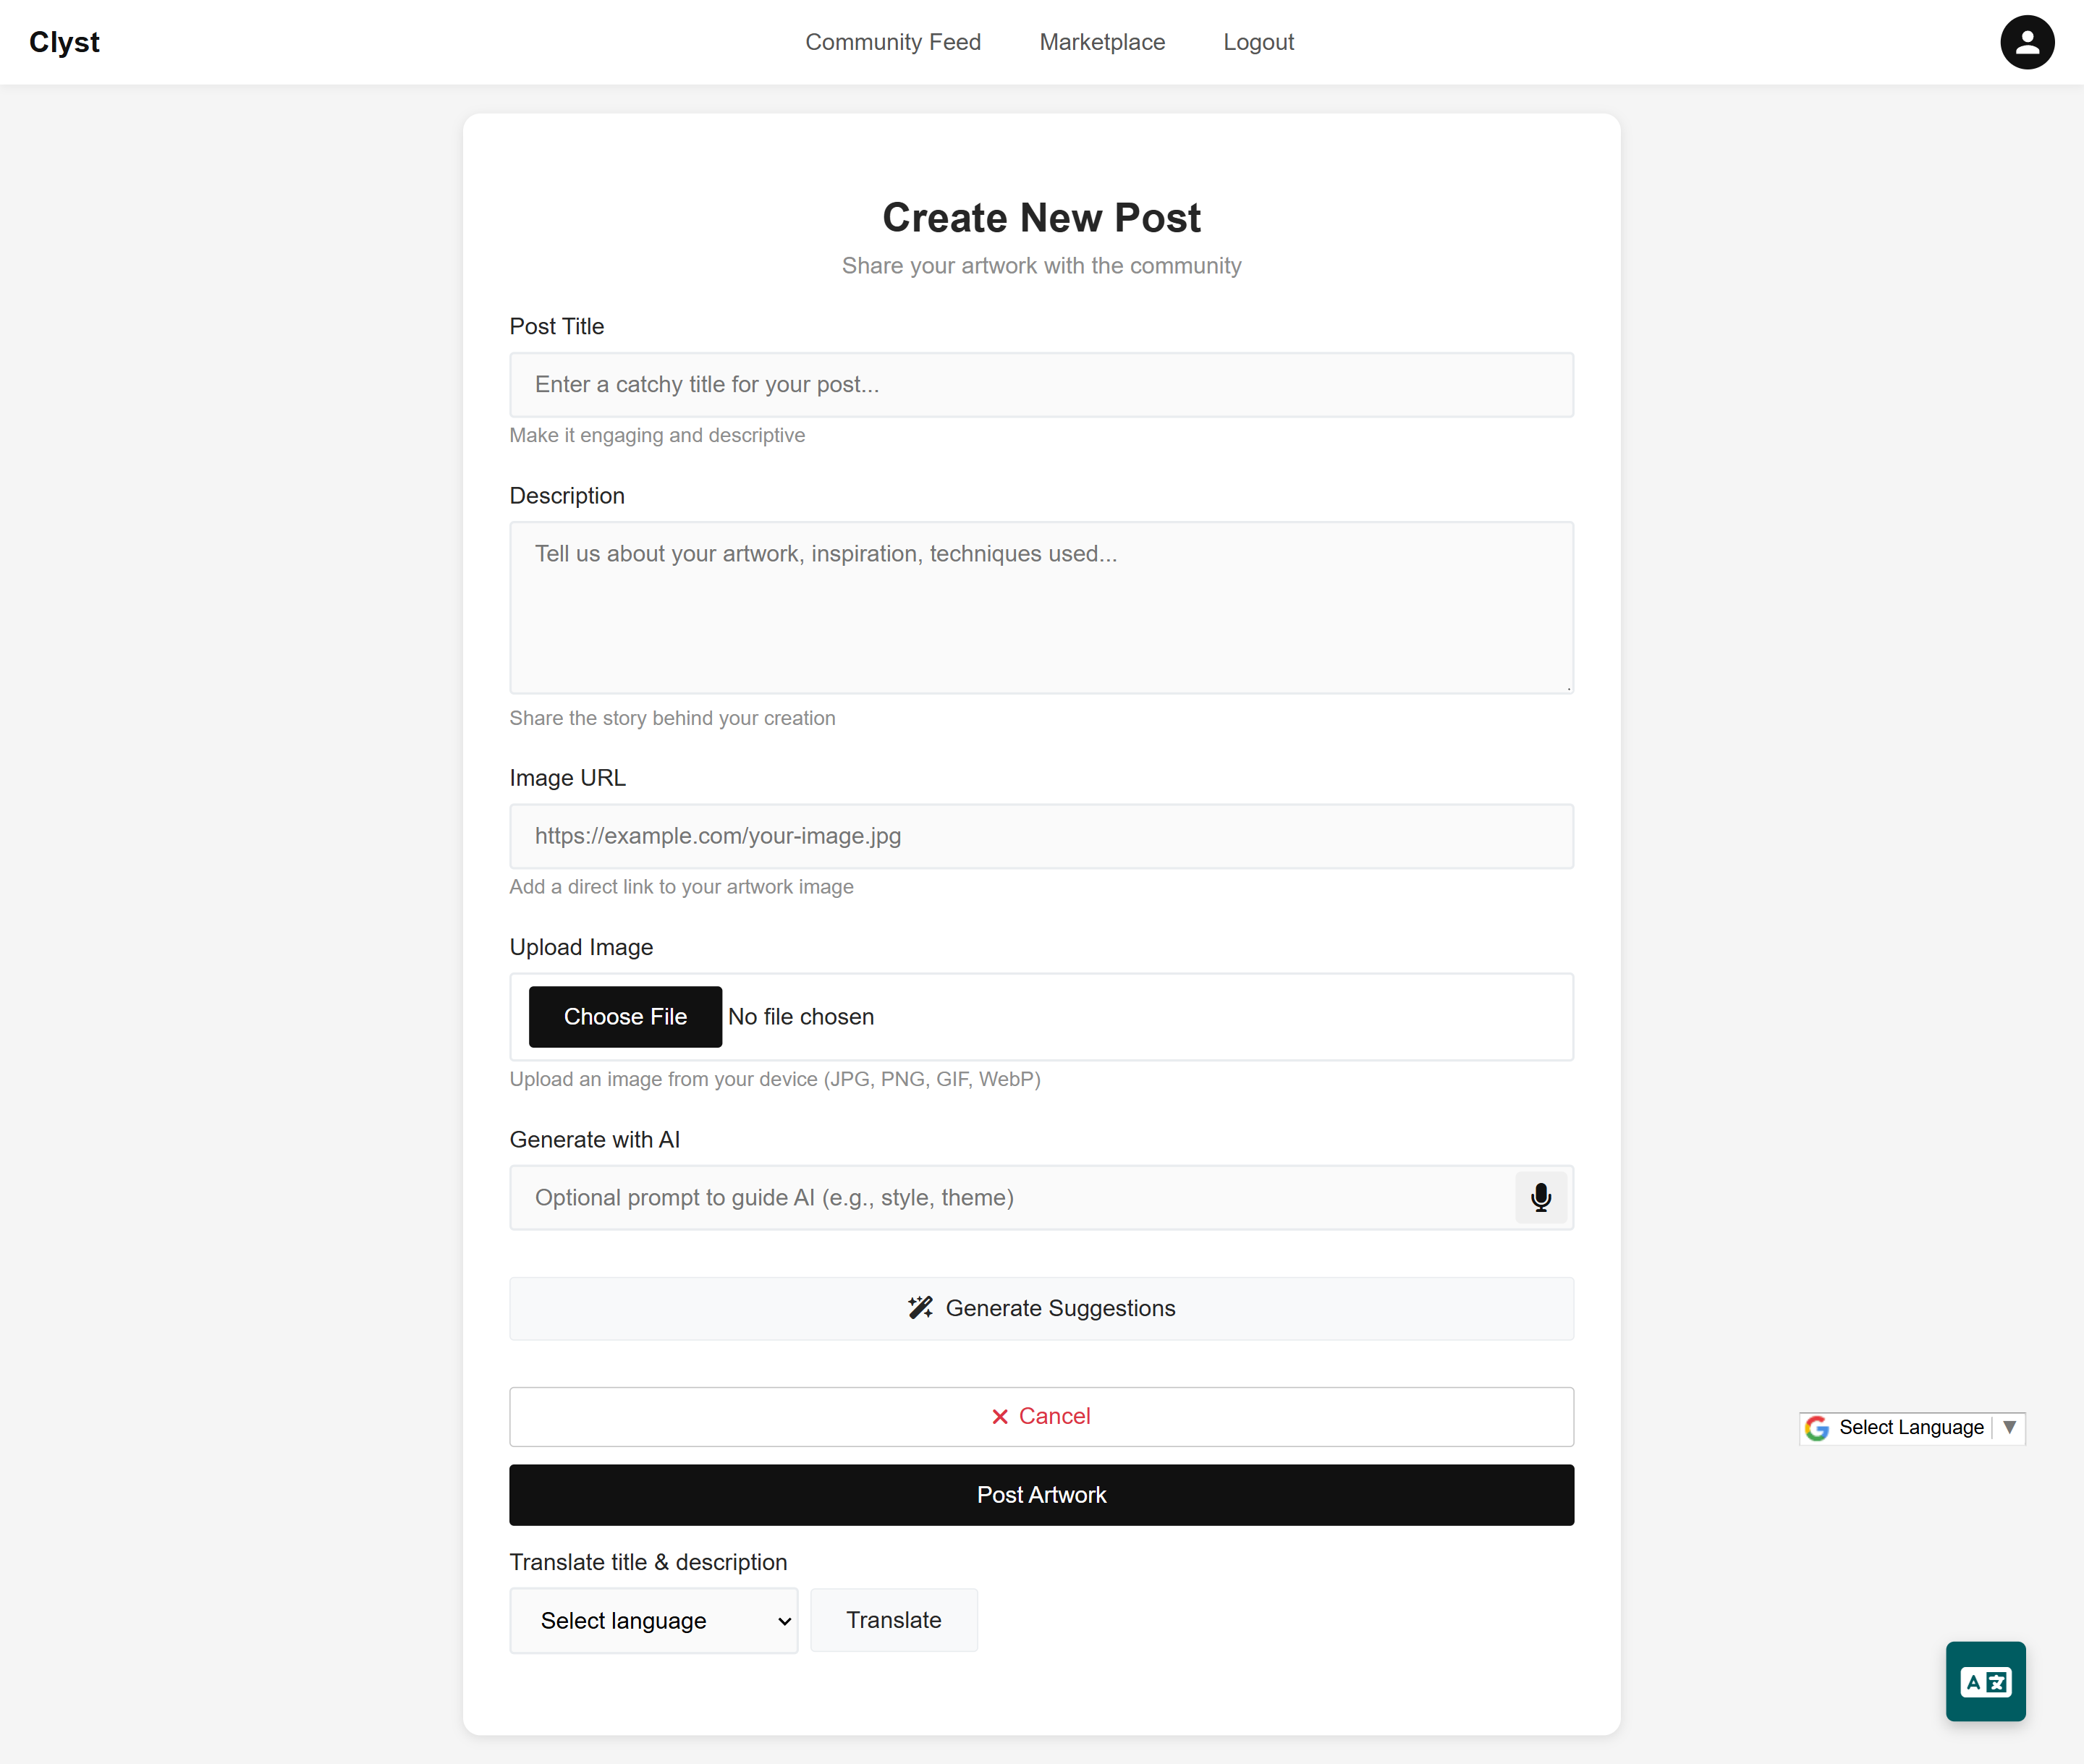 Clyst
Community Feed
Marketplace
Logout
Create New Post
Share your artwork with the community
Post Title
Enter a catchy title for your post...
Make it engaging and descriptive
Description
Tell us about your artwork, inspiration, techniques used...
Share the story behind your creation
Image URL
https://example.com/your-image.jpg
Add a direct link to your artwork image
Upload Image
Choose File No file chosen
Upload an image from your device (JPG, PNG, GIF, WebP)
Generate with AI
Optional prompt to guide AI (e.g., style, theme)
Generate Suggestions
Cancel
Select Language ▼
Post Artwork
Translate title & description
Select language
Translate
A 文